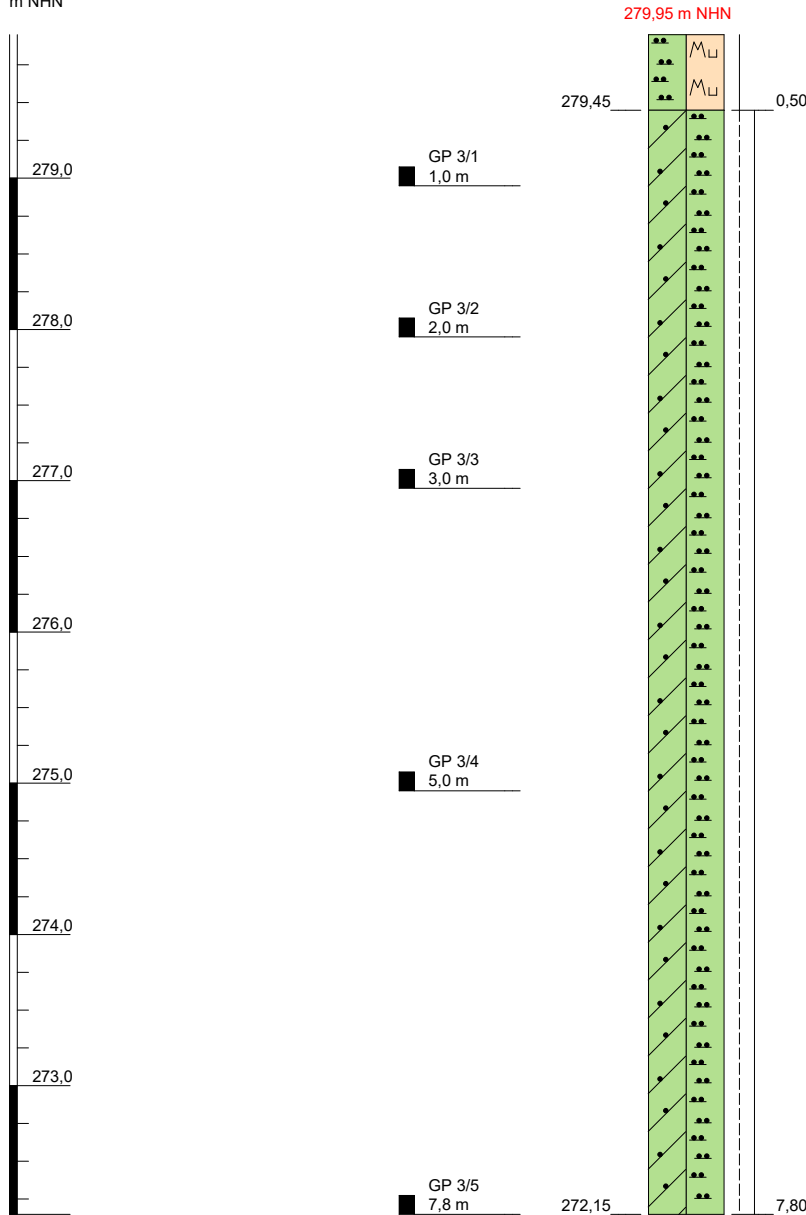 m NHN
279,95 m NHN
Mu
Mu
279,45
0,50
279,0
GP 3/1
1,0 m
278,0
GP 3/2
2,0 m
277,0
GP 3/3
3,0 m
276,0
275,0
GP 3/4
5,0 m
274,0
273,0
GP 3/5
7,8 m
272,15
7,80